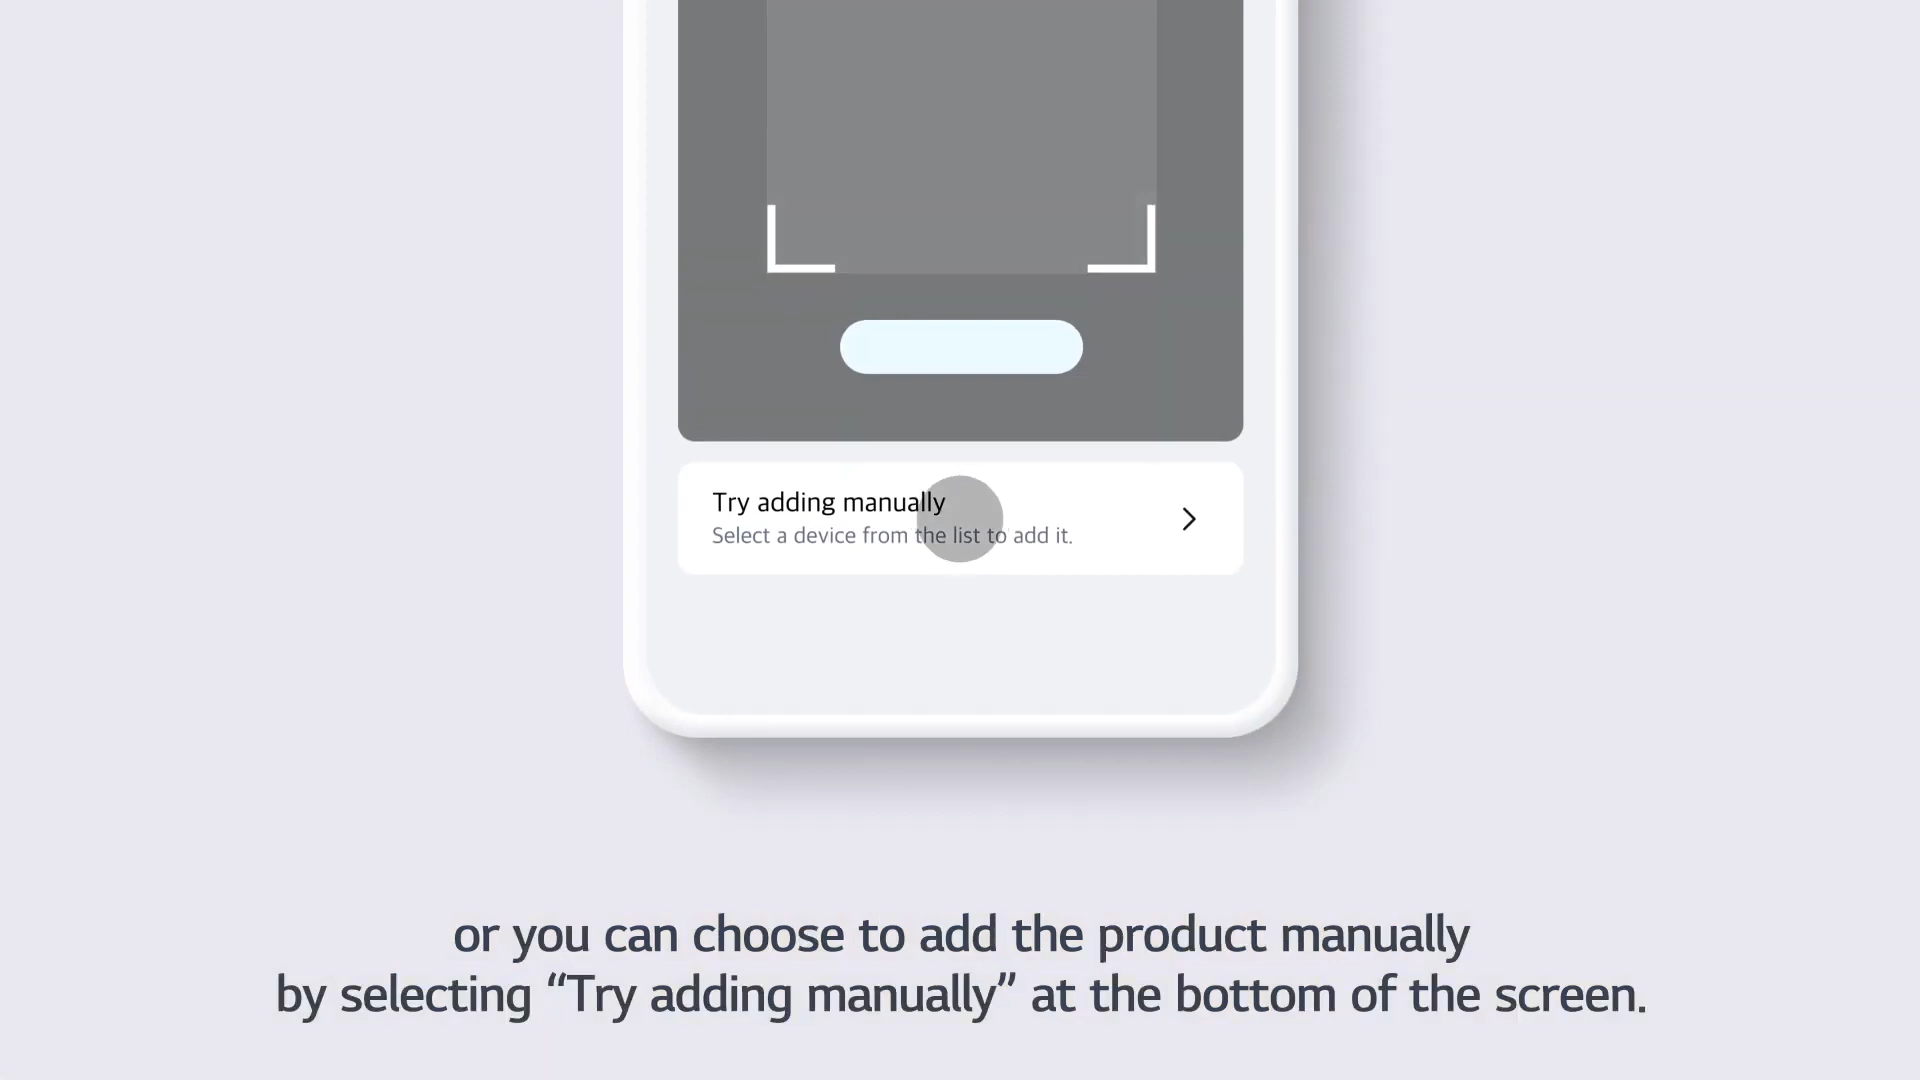 Try adding manually
Select a device from the list to add it.
or you can choose to add the product manually
by selecting “Try adding manually” at the bottom of the screen.